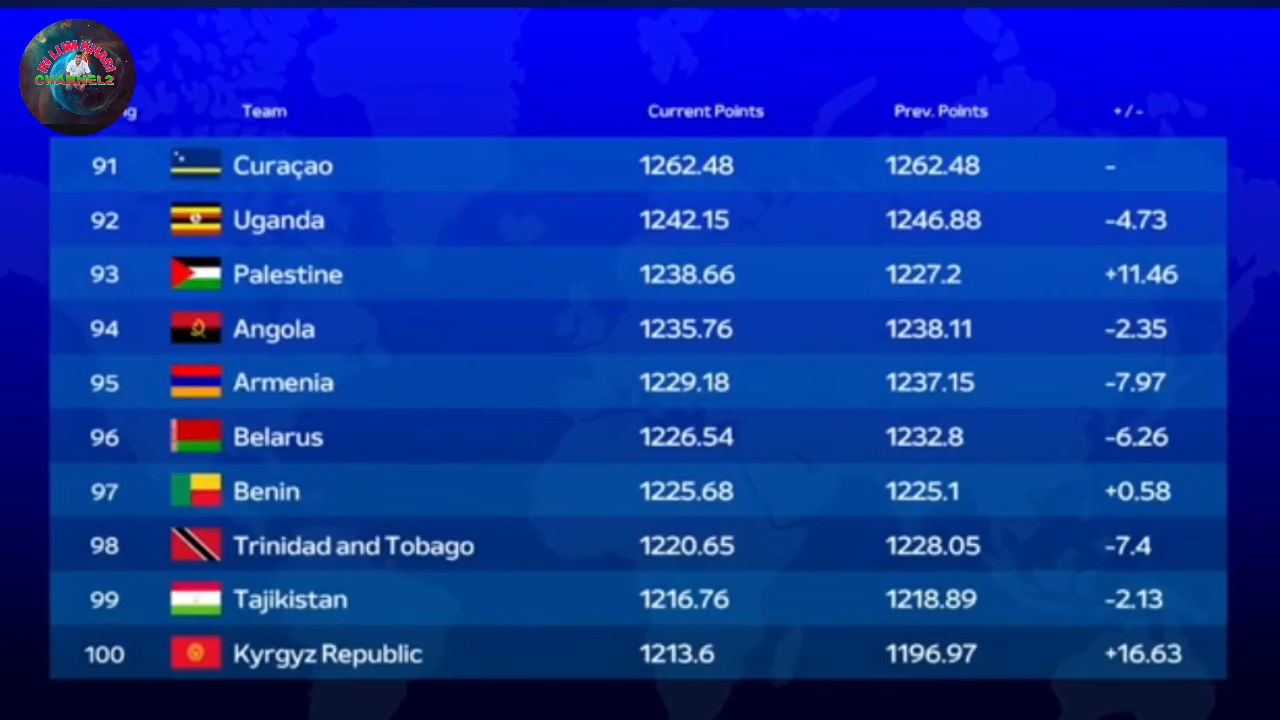 CHANNEL2
ng Team Current Points Prev. Points +/-
91 Curaçao 1262.48 1262.48 -
92 Uganda 1242.15 1246.88 -4.73
93 Palestine 1238.66 1227.2 +11.46
94 Angola 1235.76 1238.11 -2.35
95 Armenia 1229.18 1237.15 -7.97
96 Belarus 1226.54 1232.8 -6.26
97 Benin 1225.68 1225.1 +0.58
98 Trinidad and Tobago 1220.65 1228.05 -7.4
99 Tajikistan 1216.76 1218.89 -2.13
100 Kyrgyz Republic 1213.6 1196.97 +16.63